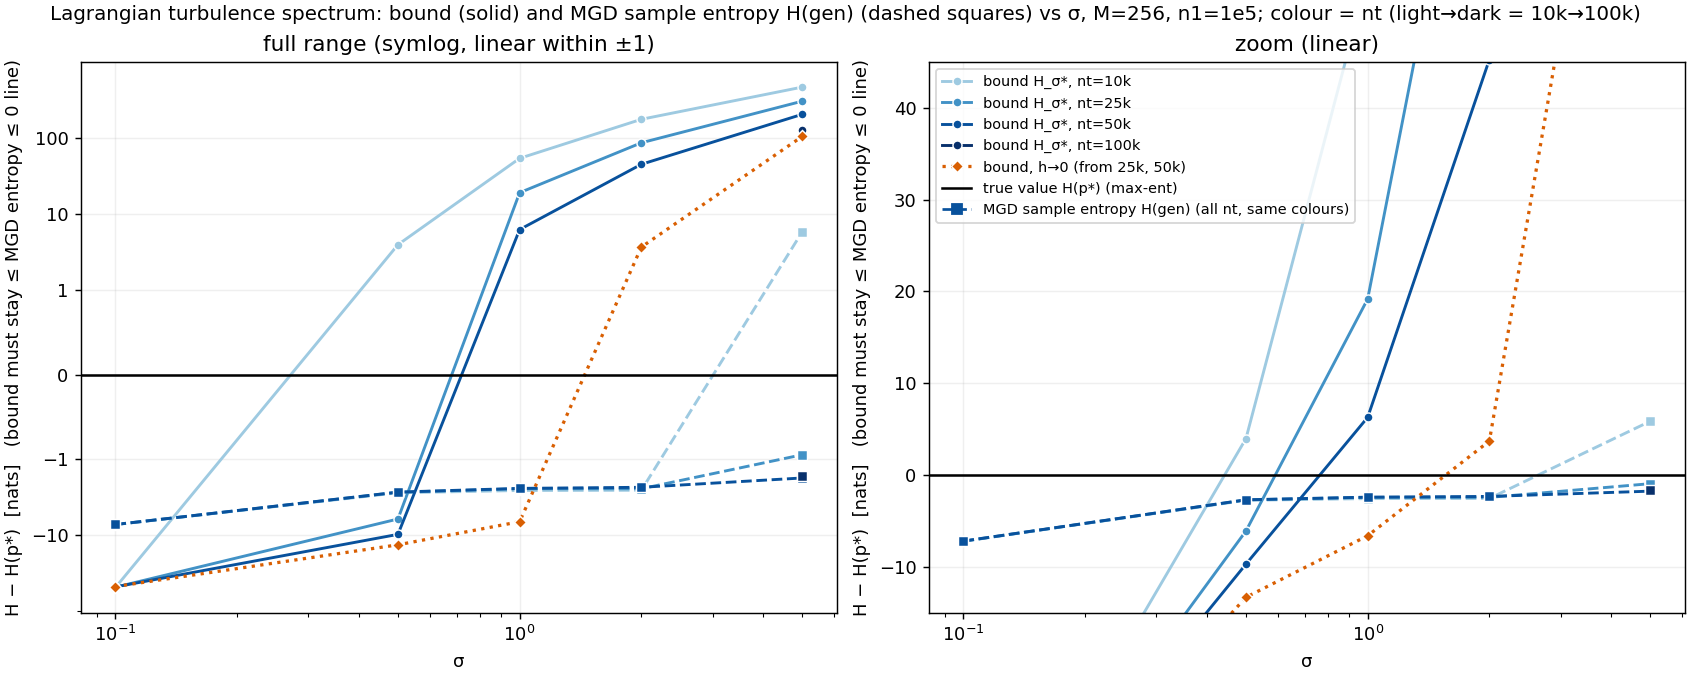 Lagrangian turbulence spectrum: bound (solid) and MGD sample entropy H(gen) (dashed squares) vs σ, M=256, n1=1e5; colour = nt (light→dark = 10k→100k)
full range (symlog, linear within ±1)
H − H(p*)   [nats]   (bound must stay ≤ MGD entropy ≤ 0 line)
100
10
1
0
−1
−10
10⁻¹
10⁰
σ
zoom (linear)
H − H(p*)   [nats]   (bound must stay ≤ MGD entropy ≤ 0 line)
40
30
20
10
0
−10
bound H_σ*, nt=10k
bound H_σ*, nt=25k
bound H_σ*, nt=50k
bound H_σ*, nt=100k
bound, h→0 (from 25k, 50k)
true value H(p*) (max-ent)
MGD sample entropy H(gen) (all nt, same colours)
10⁻¹
10⁰
σ